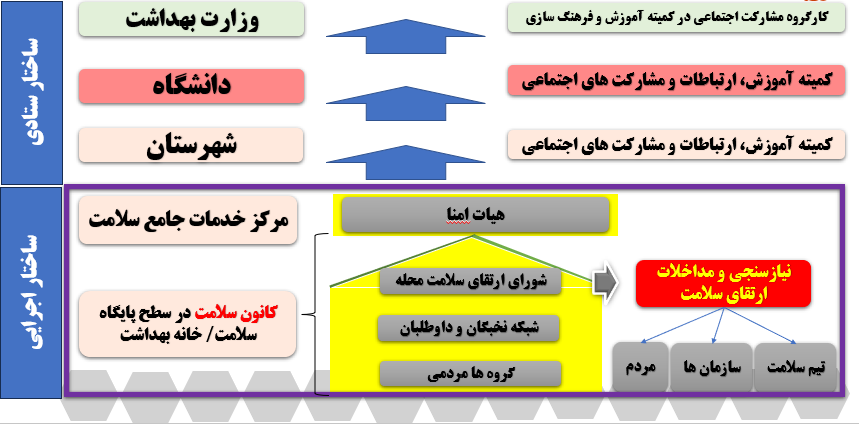 ساختار ستادی
وزارت بهداشت
کارگروه مشارکت اجتماعی در کمیته آموزش و فرهنگ سازی
دانشگاه
کمیته آموزش، ارتباطات و مشارکت های اجتماعی
شهرستان
کمیته آموزش، ارتباطات و مشارکت های اجتماعی
ساختار اجرایی
مرکز خدمات جامع سلامت
هیات امنا
کانون سلامت در سطح پایگاه
سلامت/ خانه بهداشت
شورای ارتقای سلامت محله
شبکه نخبگان و داوطلبان
گروه ها مردمی
نیازسنجی و مداخلات
ارتقای سلامت
تیم سلامت
سازمان ها
مردم